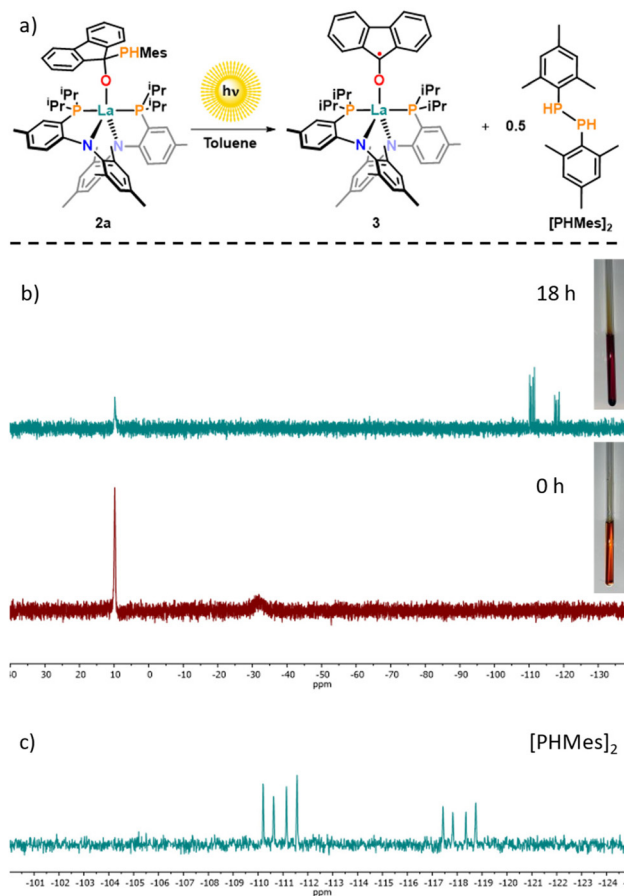 a)
PHMes
O
iPr iPr
iPr iPr
P La P
N N
2a
hν
Toluene
O
iPr iPr
iPr iPr
P La P
N N
3
+ 0.5
HP
PH
[PHMes]2
b)
18 h
0 h
30 20 10 0 -10 -20 -30 -40 -50 -60 -70 -80 -90 -100 -110 -120 -130
ppm
c)
[PHMes]2
-101 -102 -103 -104 -105 -106 -107 -108 -109 -110 -111 -112 -113 -114 -115 -116 -117 -118 -119 -120 -121 -122 -123 -124
ppm